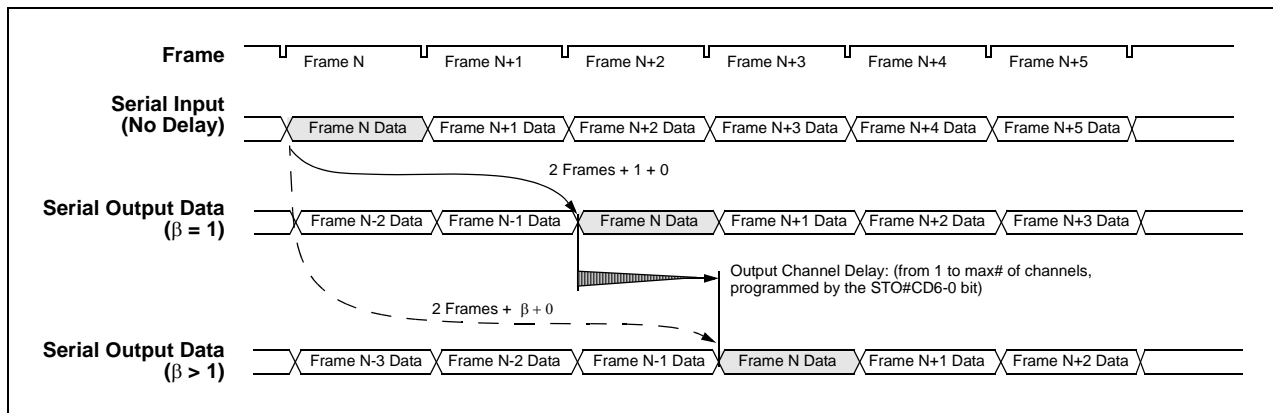 Frame
Frame N Frame N+1 Frame N+2 Frame N+3 Frame N+4 Frame N+5
Serial Input
(No Delay)
Frame N Data Frame N+1 Data Frame N+2 Data Frame N+3 Data Frame N+4 Data Frame N+5 Data
2 Frames + 1 + 0
Serial Output Data
(β = 1)
Frame N-2 Data Frame N-1 Data Frame N Data Frame N+1 Data Frame N+2 Data Frame N+3 Data
Output Channel Delay: (from 1 to max# of channels,
programmed by the STO#CD6-0 bit)
2 Frames + β + 0
Serial Output Data
(β > 1)
Frame N-3 Data Frame N-2 Data Frame N-1 Data Frame N Data Frame N+1 Data Frame N+2 Data